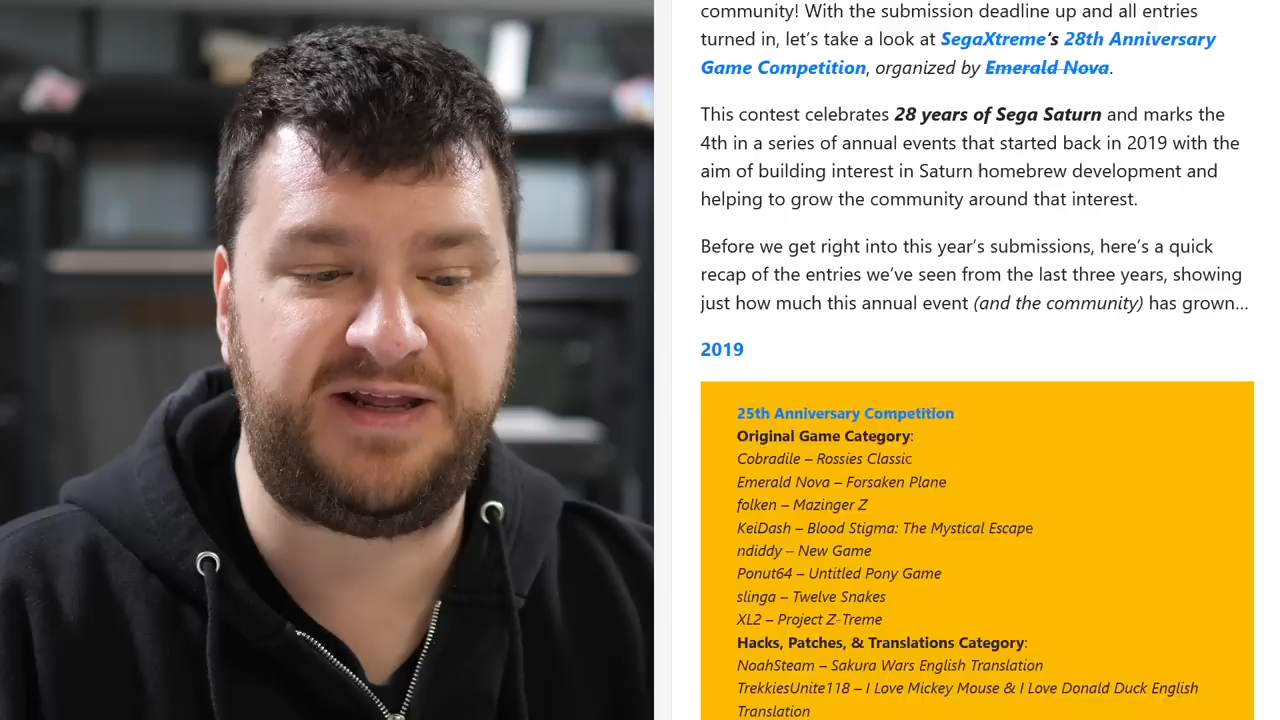 community! With the submission deadline up and all entries
turned in, let’s take a look at SegaXtreme’s 28th Anniversary
Game Competition, organized by Emerald Nova.
This contest celebrates 28 years of Sega Saturn and marks the
4th in a series of annual events that started back in 2019 with the
aim of building interest in Saturn homebrew development and
helping to grow the community around that interest.
Before we get right into this year’s submissions, here’s a quick
recap of the entries we’ve seen from the last three years, showing
just how much this annual event (and the community) has grown…
2019
25th Anniversary Competition
Original Game Category:
Cobradile – Rossies Classic
Emerald Nova – Forsaken Plane
folken – Mazinger Z
KeiDash – Blood Stigma: The Mystical Escape
ndiddy – New Game
Ponut64 – Untitled Pony Game
slinga – Twelve Snakes
XL2 – Project Z-Treme
Hacks, Patches, & Translations Category:
NoahSteam – Sakura Wars English Translation
TrekkiesUnite118 – I Love Mickey Mouse & I Love Donald Duck English
Translation